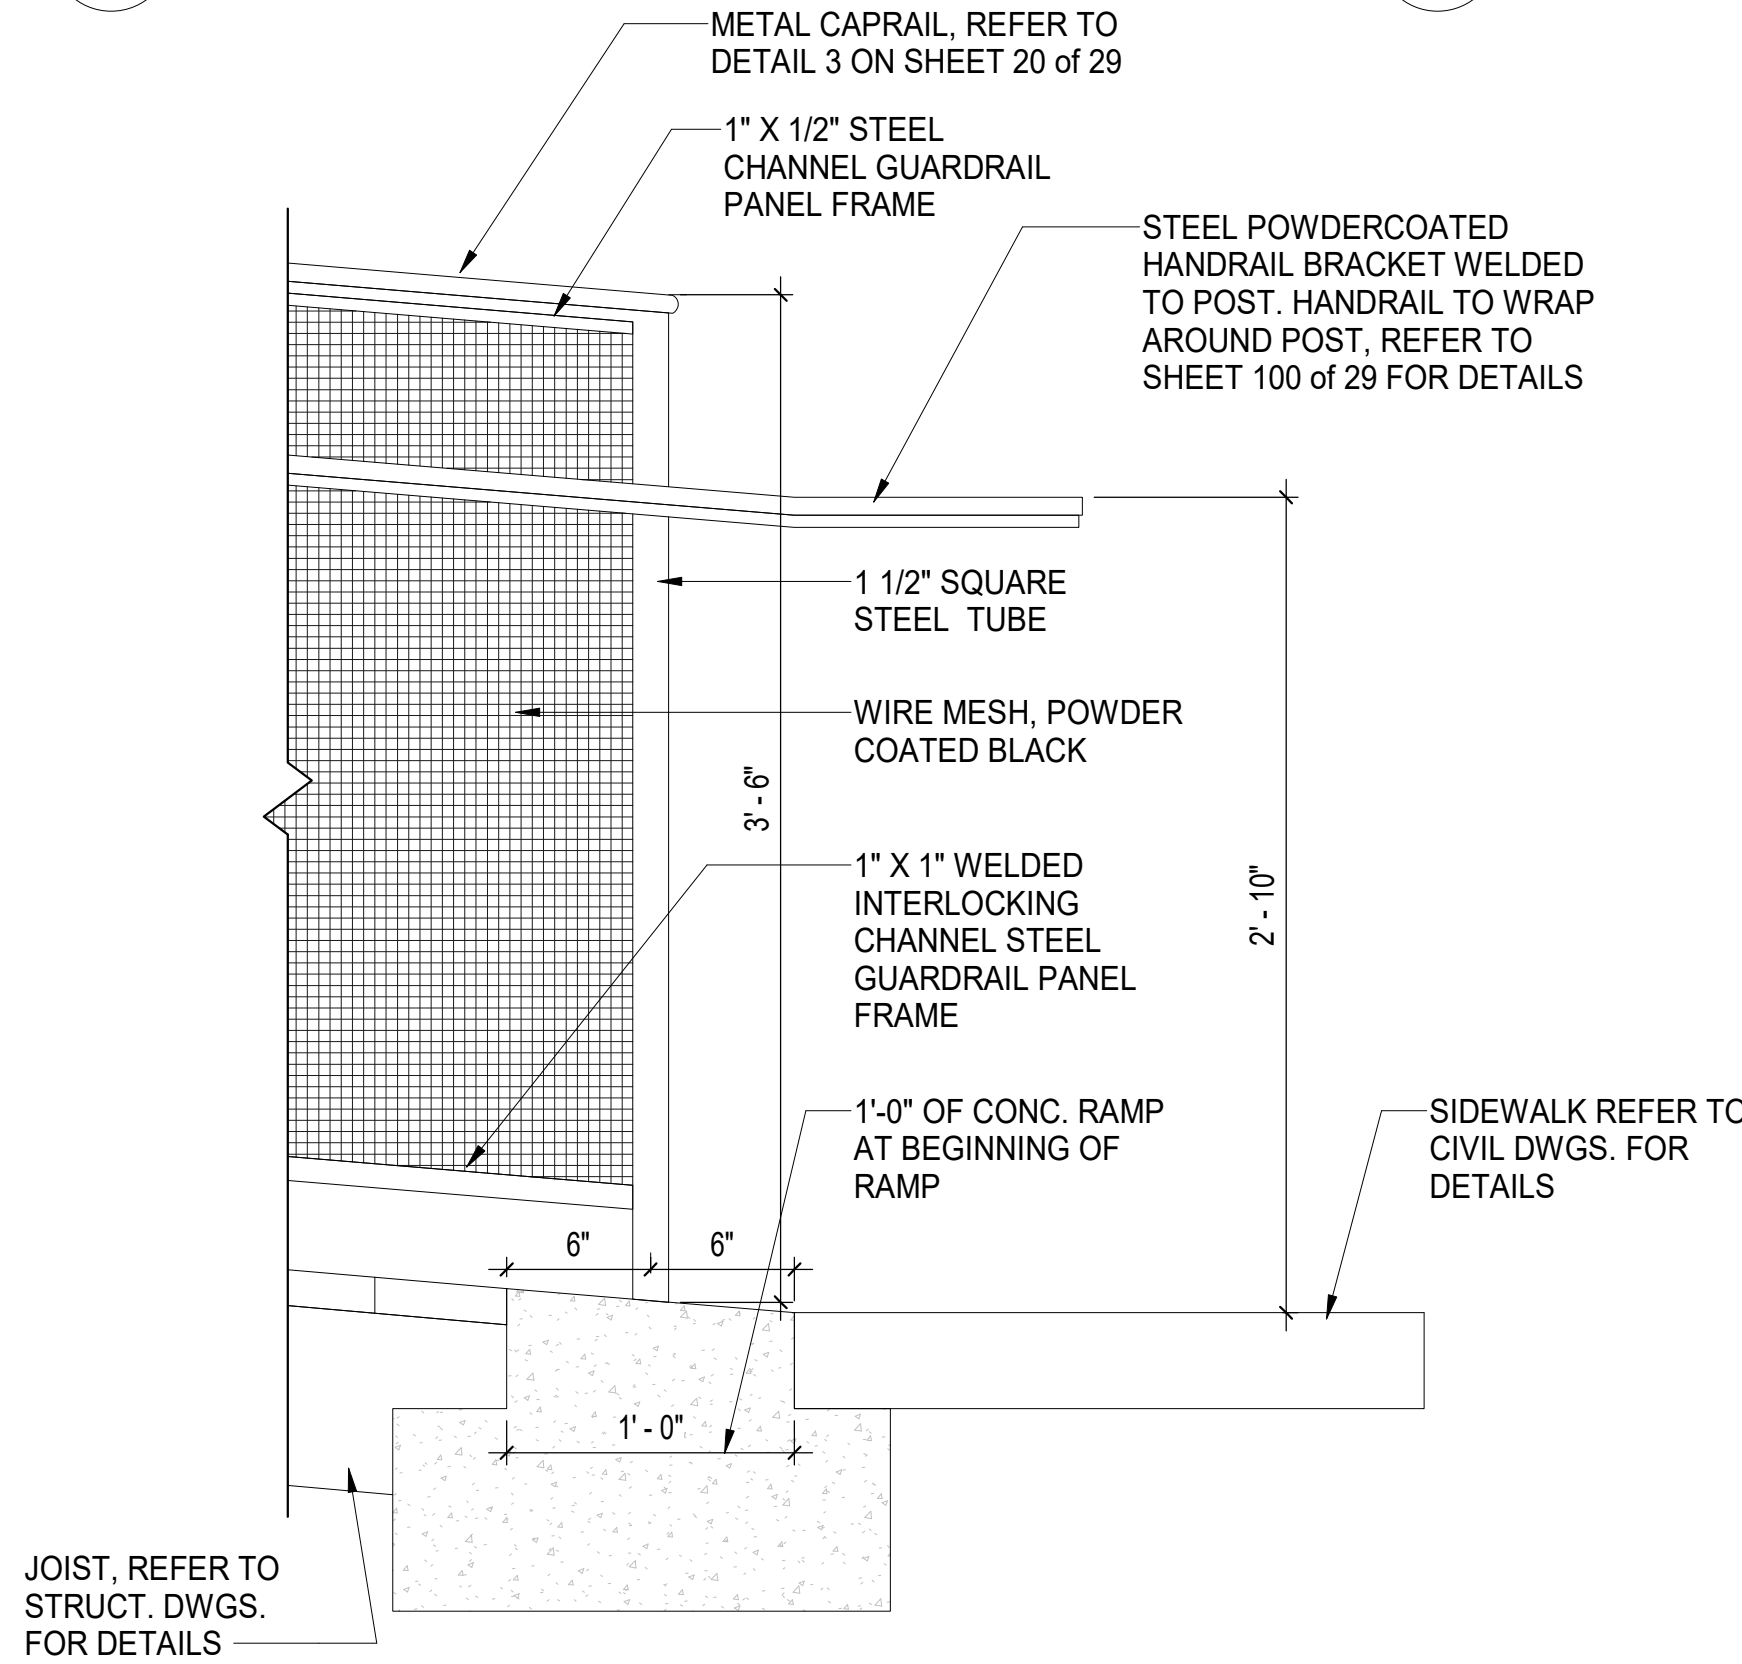 METAL CAPRAIL, REFER TO
DETAIL 3 ON SHEET 20 of 29
1" X 1/2" STEEL
CHANNEL GUARDRAIL
PANEL FRAME
STEEL POWDERCOATED
HANDRAIL BRACKET WELDED
TO POST. HANDRAIL TO WRAP
AROUND POST, REFER TO
SHEET 100 of 29 FOR DETAILS
1 1/2" SQUARE
STEEL TUBE
WIRE MESH, POWDER
COATED BLACK
3' - 6"
2' - 10"
1" X 1" WELDED
INTERLOCKING
CHANNEL STEEL
GUARDRAIL PANEL
FRAME
1'-0" OF CONC. RAMP
AT BEGINNING OF
RAMP
SIDEWALK REFER TO
CIVIL DWGS. FOR
DETAILS
6"
6"
1' - 0"
JOIST, REFER TO
STRUCT. DWGS.
FOR DETAILS